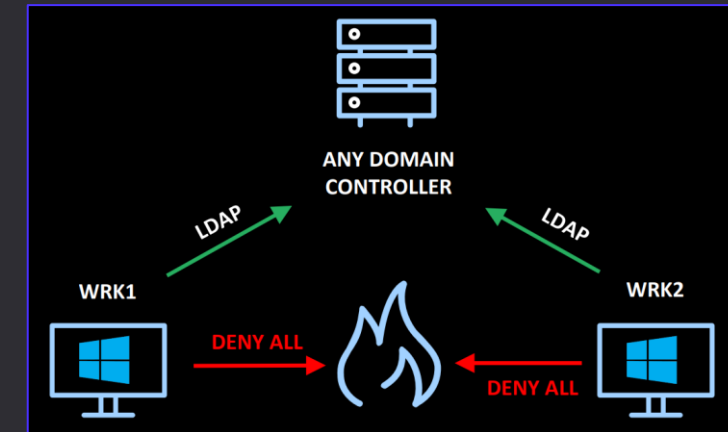 ANY DOMAIN
CONTROLLER
LDAP
LDAP
WRK1
WRK2
DENY ALL
DENY ALL